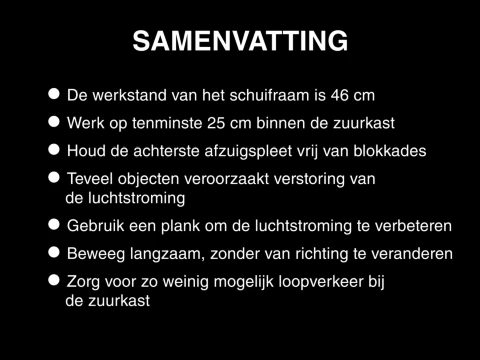 SAMENVATTING
● De werkstand van het schuifraam is 46 cm
● Werk op tenminste 25 cm binnen de zuurkast
● Houd de achterste afzuigspleet vrij van blokkades
● Teveel objecten veroorzaakt verstoring van
de luchtstroming
● Gebruik een plank om de luchtstroming te verbeteren
● Beweeg langzaam, zonder van richting te veranderen
● Zorg voor zo weinig mogelijk loopverkeer bij
de zuurkast